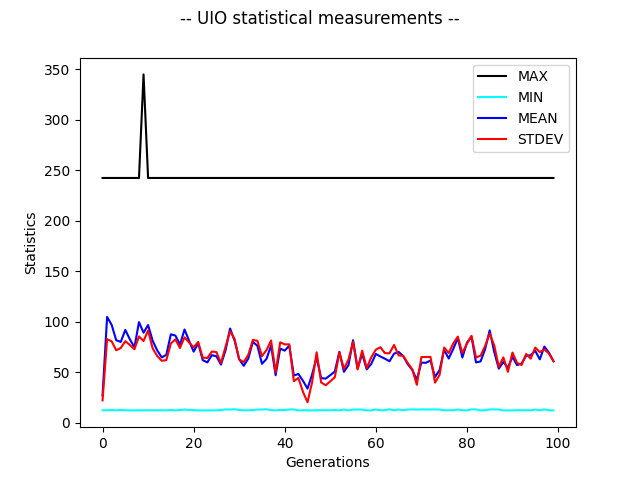 -- UIO statistical measurements --
350
300
250
200
150
100
50
0
Statistics
MAX
MIN
MEAN
STDEV
0 20 40 60 80 100
Generations